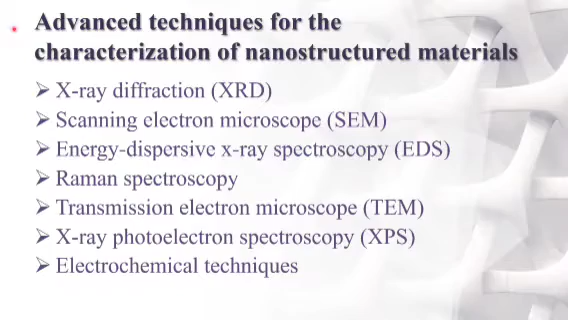 Advanced techniques for the
characterization of nanostructured materials
➢ X-ray diffraction (XRD)
➢ Scanning electron microscope (SEM)
➢ Energy-dispersive x-ray spectroscopy (EDS)
➢ Raman spectroscopy
➢ Transmission electron microscope (TEM)
➢ X-ray photoelectron spectroscopy (XPS)
➢ Electrochemical techniques